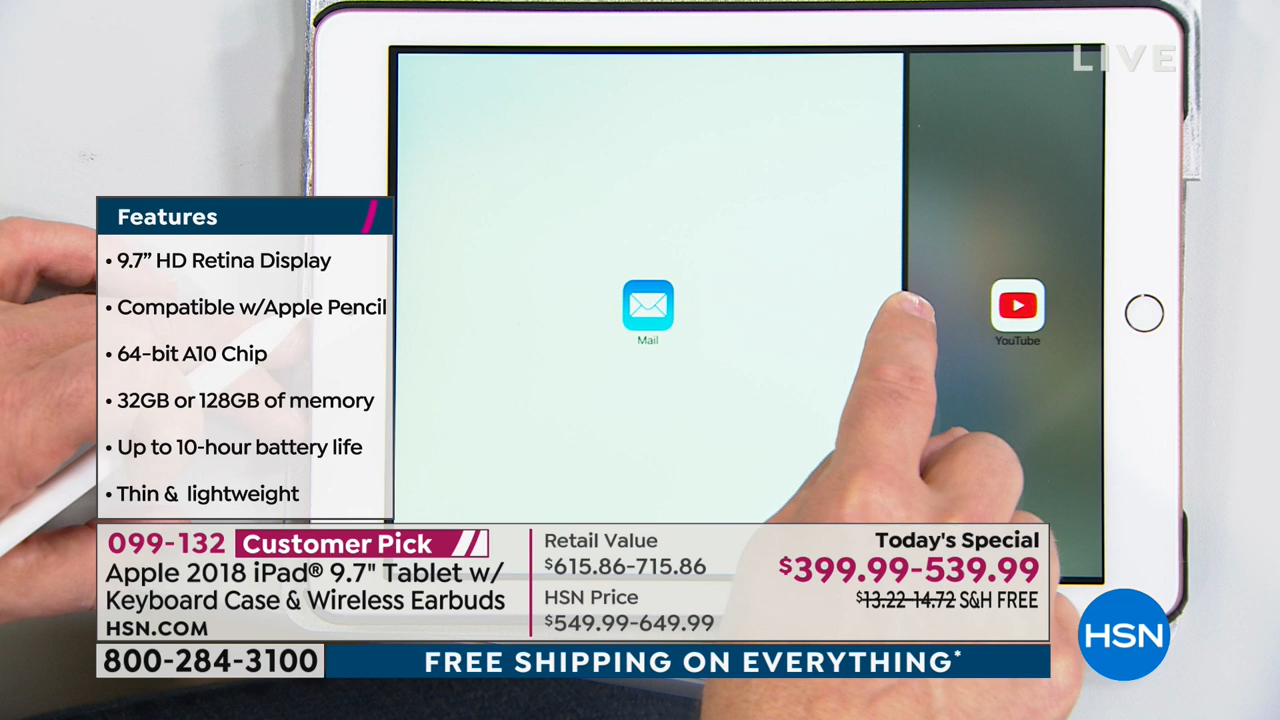 LIVE
Features
• 9.7” HD Retina Display
• Compatible w/Apple Pencil
• 64-bit A10 Chip
• 32GB or 128GB of memory
• Up to 10-hour battery life
• Thin & lightweight
Mail
YouTube
099-132 Customer Pick
Apple 2018 iPad® 9.7" Tablet w/
Keyboard Case & Wireless Earbuds
HSN.COM
Retail Value
$615.86-715.86
HSN Price
$549.99-649.99
Today's Special
$399.99-539.99
$13.22-14.72 S&H FREE
800-284-3100
FREE SHIPPING ON EVERYTHING*
HSN